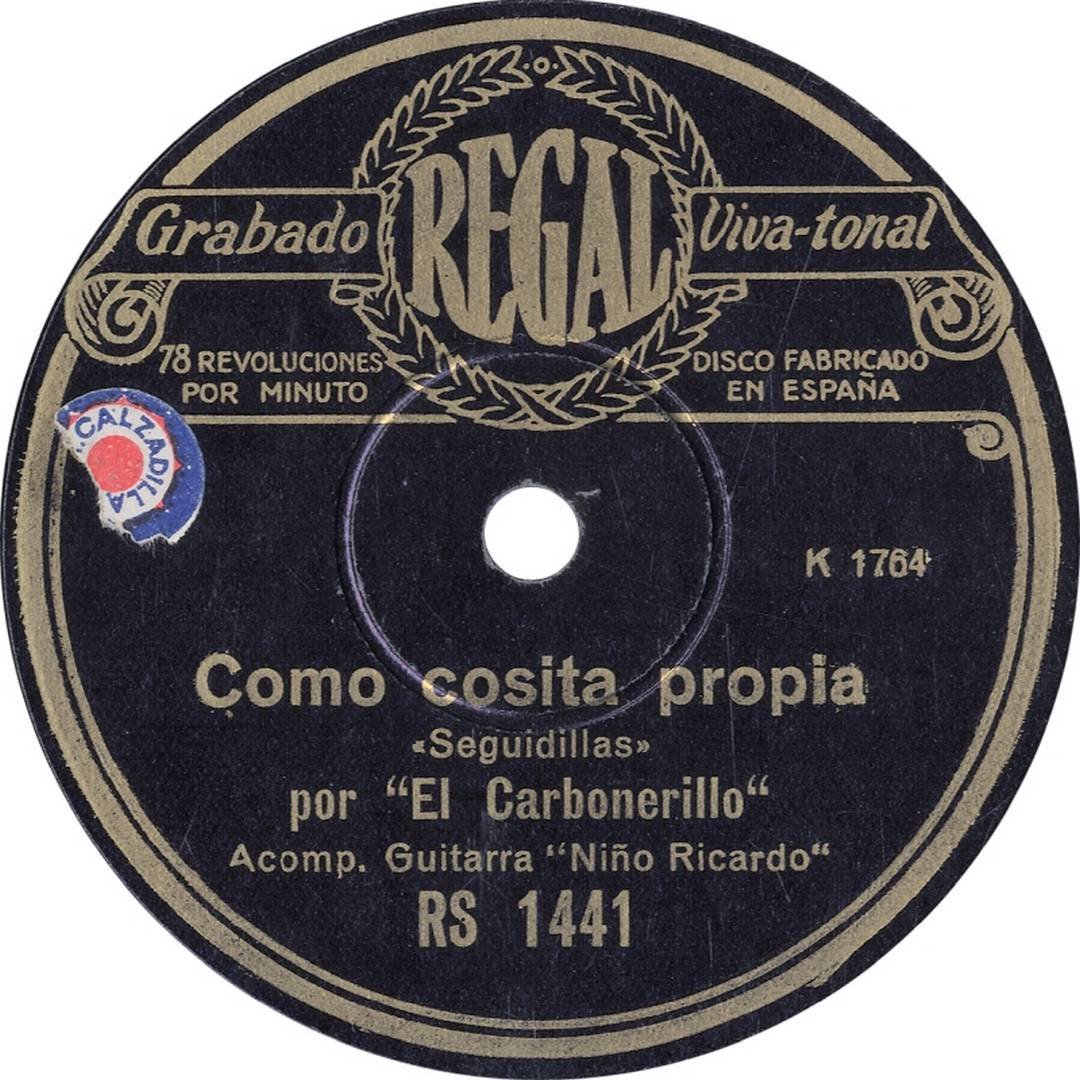 REGAL
Grabado Viva-tonal
78 REVOLUCIONES
POR MINUTO
DISCO FABRICADO
EN ESPAÑA
CALZADILLA
K 1764
Como cosita propia
«Seguidillas»
por “El Carbonerillo“
Acomp. Guitarra “Niño Ricardo“
RS 1441